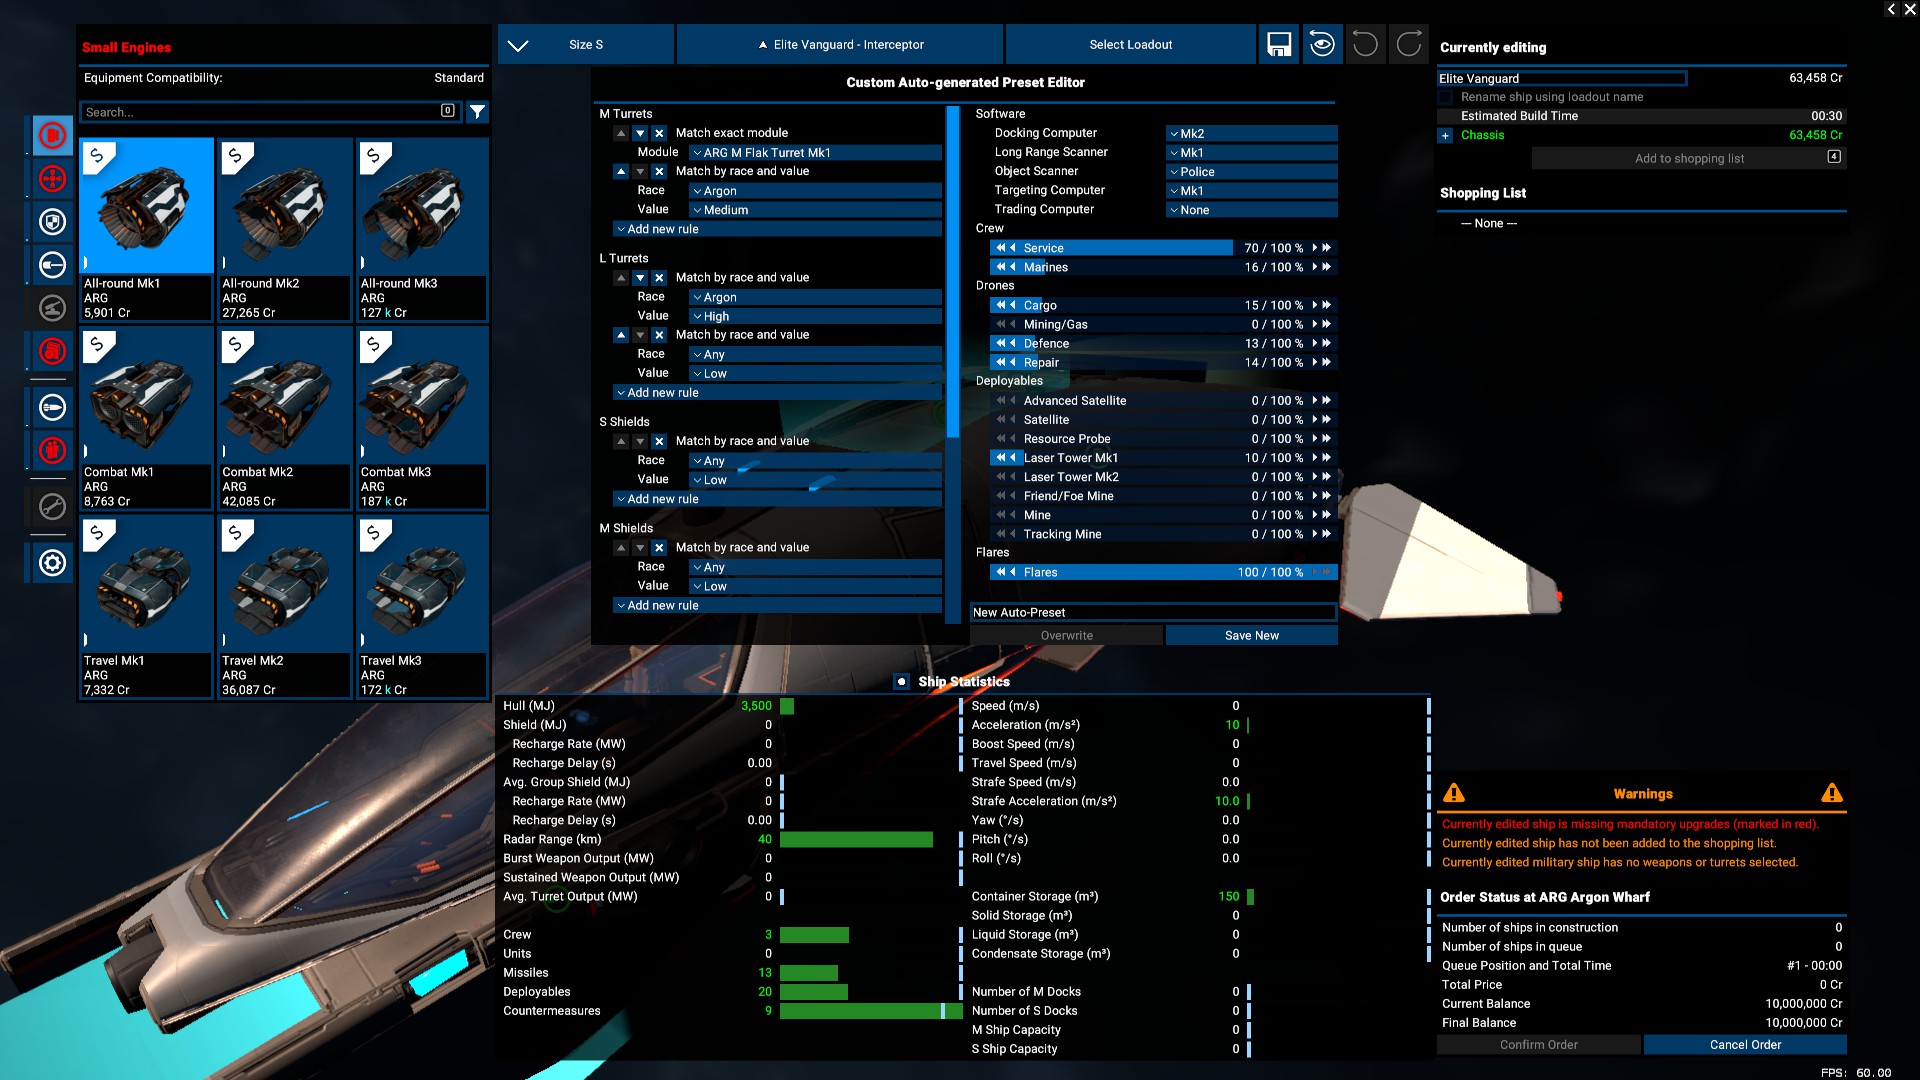 Small Engines
Equipment Compatibility: Standard
Search... 0
$ $ $
All-round Mk1
ARG
5,901 Cr
All-round Mk2
ARG
27,265 Cr
All-round Mk3
ARG
127 k Cr
$ $ $
Combat Mk1
ARG
8,763 Cr
Combat Mk2
ARG
42,085 Cr
Combat Mk3
ARG
187 k Cr
$ $ $
Travel Mk1
ARG
7,332 Cr
Travel Mk2
ARG
36,087 Cr
Travel Mk3
ARG
172 k Cr
Size S
Elite Vanguard - Interceptor
Select Loadout
Custom Auto-generated Preset Editor
M Turrets
Match exact module
Module ARG M Flak Turret Mk1
Match by race and value
Race Argon
Value Medium
Add new rule
L Turrets
Match by race and value
Race Argon
Value High
Match by race and value
Race Any
Value Low
Add new rule
S Shields
Match by race and value
Race Any
Value Low
Add new rule
M Shields
Match by race and value
Race Any
Value Low
Add new rule
Software
Docking Computer Mk2
Long Range Scanner Mk1
Object Scanner Police
Targeting Computer Mk1
Trading Computer None
Crew
Service 70 / 100 %
Marines 16 / 100 %
Drones
Cargo 15 / 100 %
Mining/Gas 0 / 100 %
Defence 13 / 100 %
Repair 14 / 100 %
Deployables
Advanced Satellite 0 / 100 %
Satellite 0 / 100 %
Resource Probe 0 / 100 %
Laser Tower Mk1 10 / 100 %
Laser Tower Mk2 0 / 100 %
Friend/Foe Mine 0 / 100 %
Mine 0 / 100 %
Tracking Mine 0 / 100 %
Flares
Flares 100 / 100 %
New Auto-Preset
Overwrite
Save New
Ship Statistics
Hull (MJ) 3,500
Shield (MJ) 0
Recharge Rate (MW) 0
Recharge Delay (s) 0.00
Avg. Group Shield (MJ) 0
Recharge Rate (MW) 0
Recharge Delay (s) 0.00
Radar Range (km) 40
Burst Weapon Output (MW) 0
Sustained Weapon Output (MW) 0
Avg. Turret Output (MW) 0
Crew 3
Units 0
Missiles 13
Deployables 20
Countermeasures 9
Speed (m/s) 0
Acceleration (m/s²) 10
Boost Speed (m/s) 0
Travel Speed (m/s) 0
Strafe Speed (m/s) 0.0
Strafe Acceleration (m/s²) 10.0
Yaw (°/s) 0.0
Pitch (°/s) 0.0
Roll (°/s) 0.0
Container Storage (m³) 150
Solid Storage (m³) 0
Liquid Storage (m³) 0
Condensate Storage (m³) 0
Number of M Docks 0
Number of S Docks 0
M Ship Capacity 0
S Ship Capacity 0
Currently editing
Elite Vanguard 63,458 Cr
Rename ship using loadout name
Estimated Build Time 00:30
+ Chassis 63,458 Cr
Add to shopping list 4
Shopping List
--- None ---
Warnings
Currently edited ship is missing mandatory upgrades (marked in red).
Currently edited ship has not been added to the shopping list.
Currently edited military ship has no weapons or turrets selected.
Order Status at ARG Argon Wharf
Number of ships in construction 0
Number of ships in queue 0
Queue Position and Total Time #1 - 00:00
Total Price 0 Cr
Current Balance 10,000,000 Cr
Final Balance 10,000,000 Cr
Confirm Order
Cancel Order
FPS: 60.00